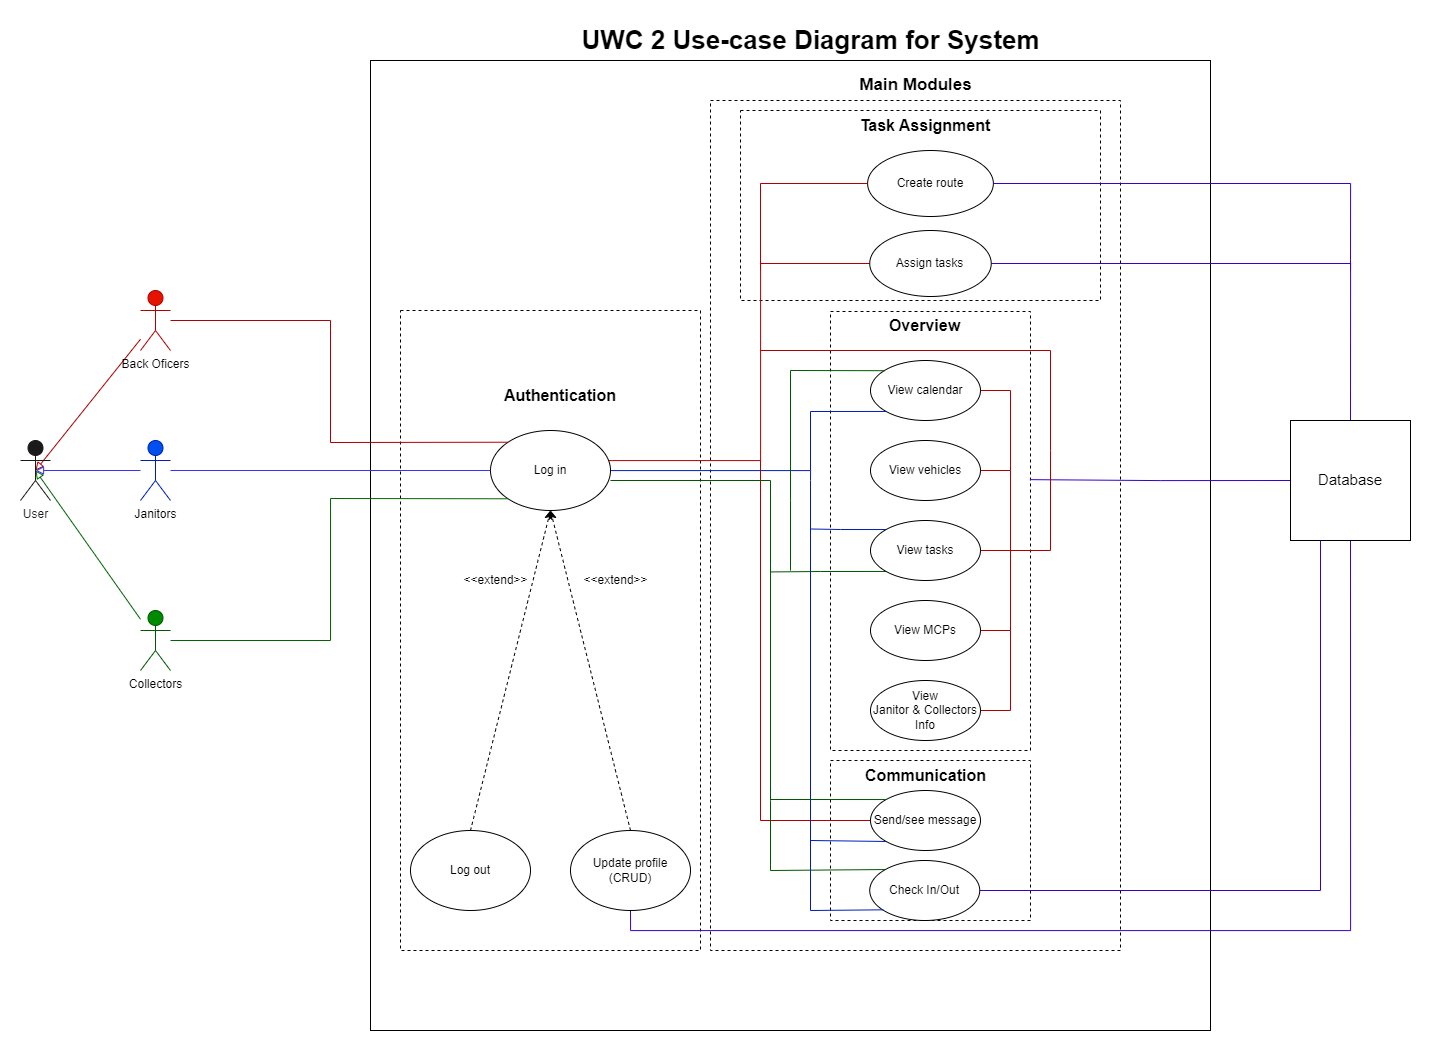 UWC 2 Use-case Diagram for System
Main Modules
Task Assignment
Create route
Assign tasks
Back Oficers
Overview
View calendar
Authentication
Log in
View vehicles
Database
User
Janitors
View tasks
<<extend>>
<<extend>>
View MCPs
Collectors
View
Janitor & Collectors
Info
Communication
Send/see message
Log out
Update profile
(CRUD)
Check In/Out